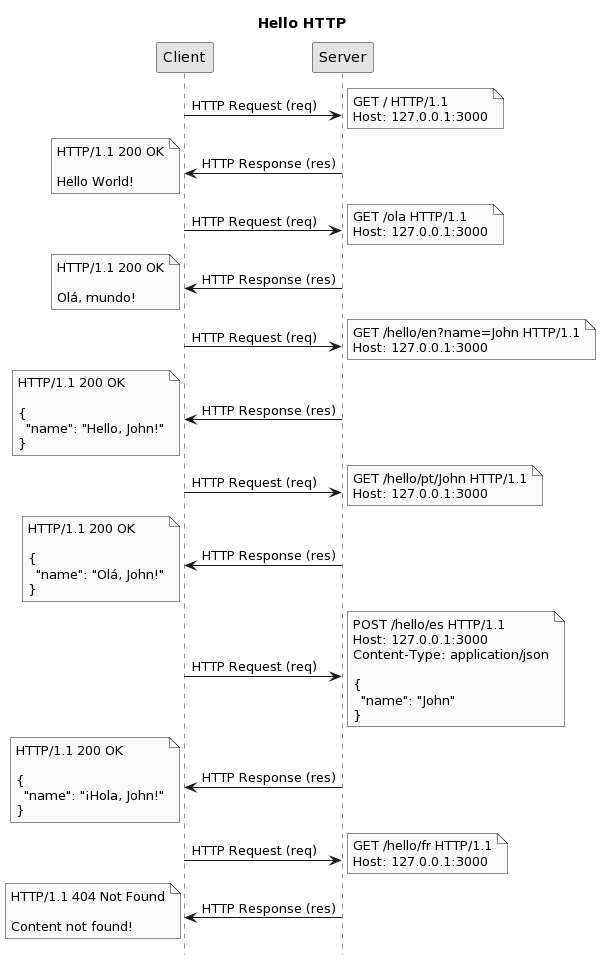 Hello HTTP
Client
Server
HTTP Request (req)
GET / HTTP/1.1
Host: 127.0.0.1:3000
HTTP Response (res)
HTTP/1.1 200 OK
Hello World!
HTTP Request (req)
GET /ola HTTP/1.1
Host: 127.0.0.1:3000
HTTP Response (res)
HTTP/1.1 200 OK
Olá, mundo!
HTTP Request (req)
GET /hello/en?name=John HTTP/1.1
Host: 127.0.0.1:3000
HTTP Response (res)
HTTP/1.1 200 OK
{
"name": "Hello, John!"
}
HTTP Request (req)
GET /hello/pt/John HTTP/1.1
Host: 127.0.0.1:3000
HTTP Response (res)
HTTP/1.1 200 OK
{
"name": "Olá, John!"
}
HTTP Request (req)
POST /hello/es HTTP/1.1
Host: 127.0.0.1:3000
Content-Type: application/json
{
"name": "John"
}
HTTP Response (res)
HTTP/1.1 200 OK
{
"name": "¡Hola, John!"
}
HTTP Request (req)
GET /hello/fr HTTP/1.1
Host: 127.0.0.1:3000
HTTP Response (res)
HTTP/1.1 404 Not Found
Content not found!